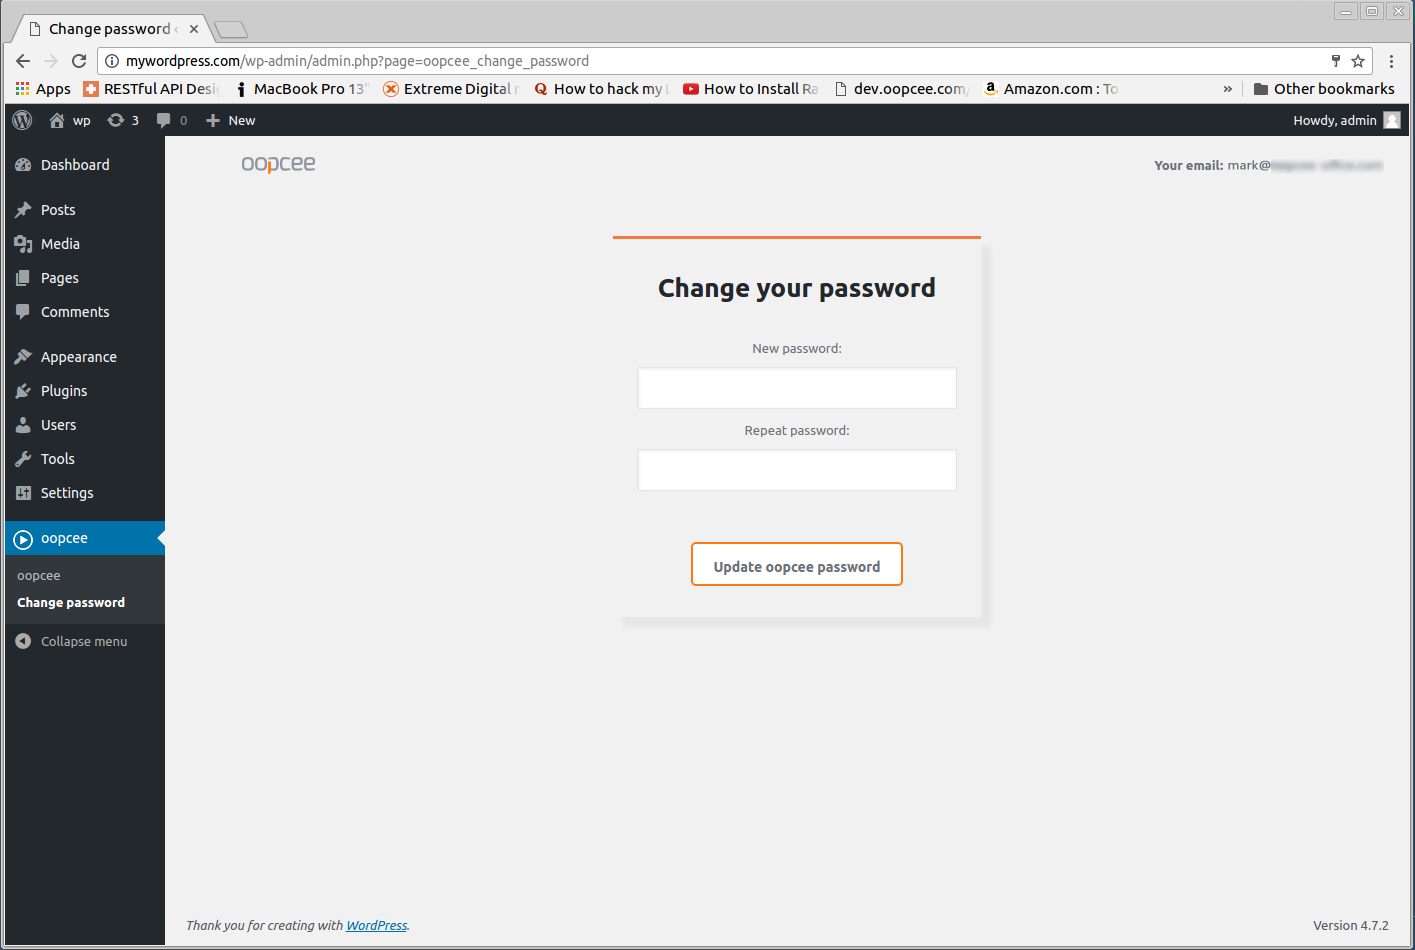 Change password
mywordpress.com/wp-admin/admin.php?page=oopcee_change_password
Apps RESTful API Desi MacBook Pro 13" Extreme Digital How to hack my How to Install Ra dev.oopcee.com/ Amazon.com : To » Other bookmarks
wp 3 0 New Howdy, admin
oopcee Your email: mark@
Dashboard
Posts
Media
Pages
Comments
Appearance
Plugins
Users
Tools
Settings
oopcee
oopcee
Change password
Collapse menu
Change your password
New password:
Repeat password:
Update oopcee password
Thank you for creating with WordPress. Version 4.7.2